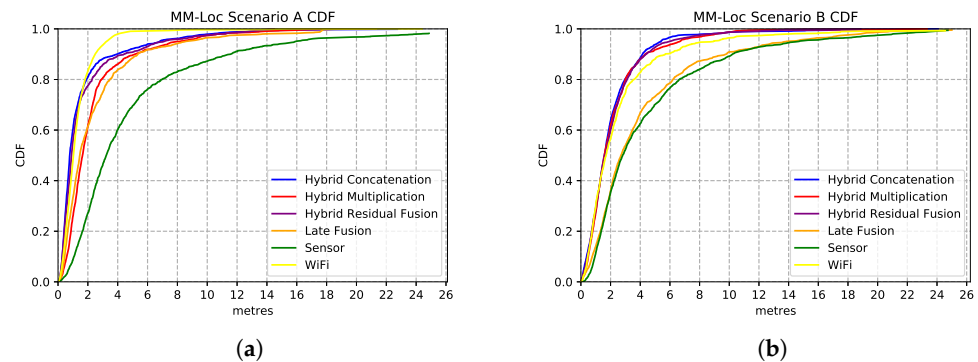 MM-Loc Scenario A CDF
1.0
0.8
0.6
0.4
0.2
0.0
CDF
Hybrid Concatenation
Hybrid Multiplication
Hybrid Residual Fusion
Late Fusion
Sensor
WiFi
0 2 4 6 8 10 12 14 16 18 20 22 24 26
metres
(a)
MM-Loc Scenario B CDF
1.0
0.8
0.6
0.4
0.2
0.0
CDF
Hybrid Concatenation
Hybrid Multiplication
Hybrid Residual Fusion
Late Fusion
Sensor
WiFi
0 2 4 6 8 10 12 14 16 18 20 22 24 26
metres
(b)